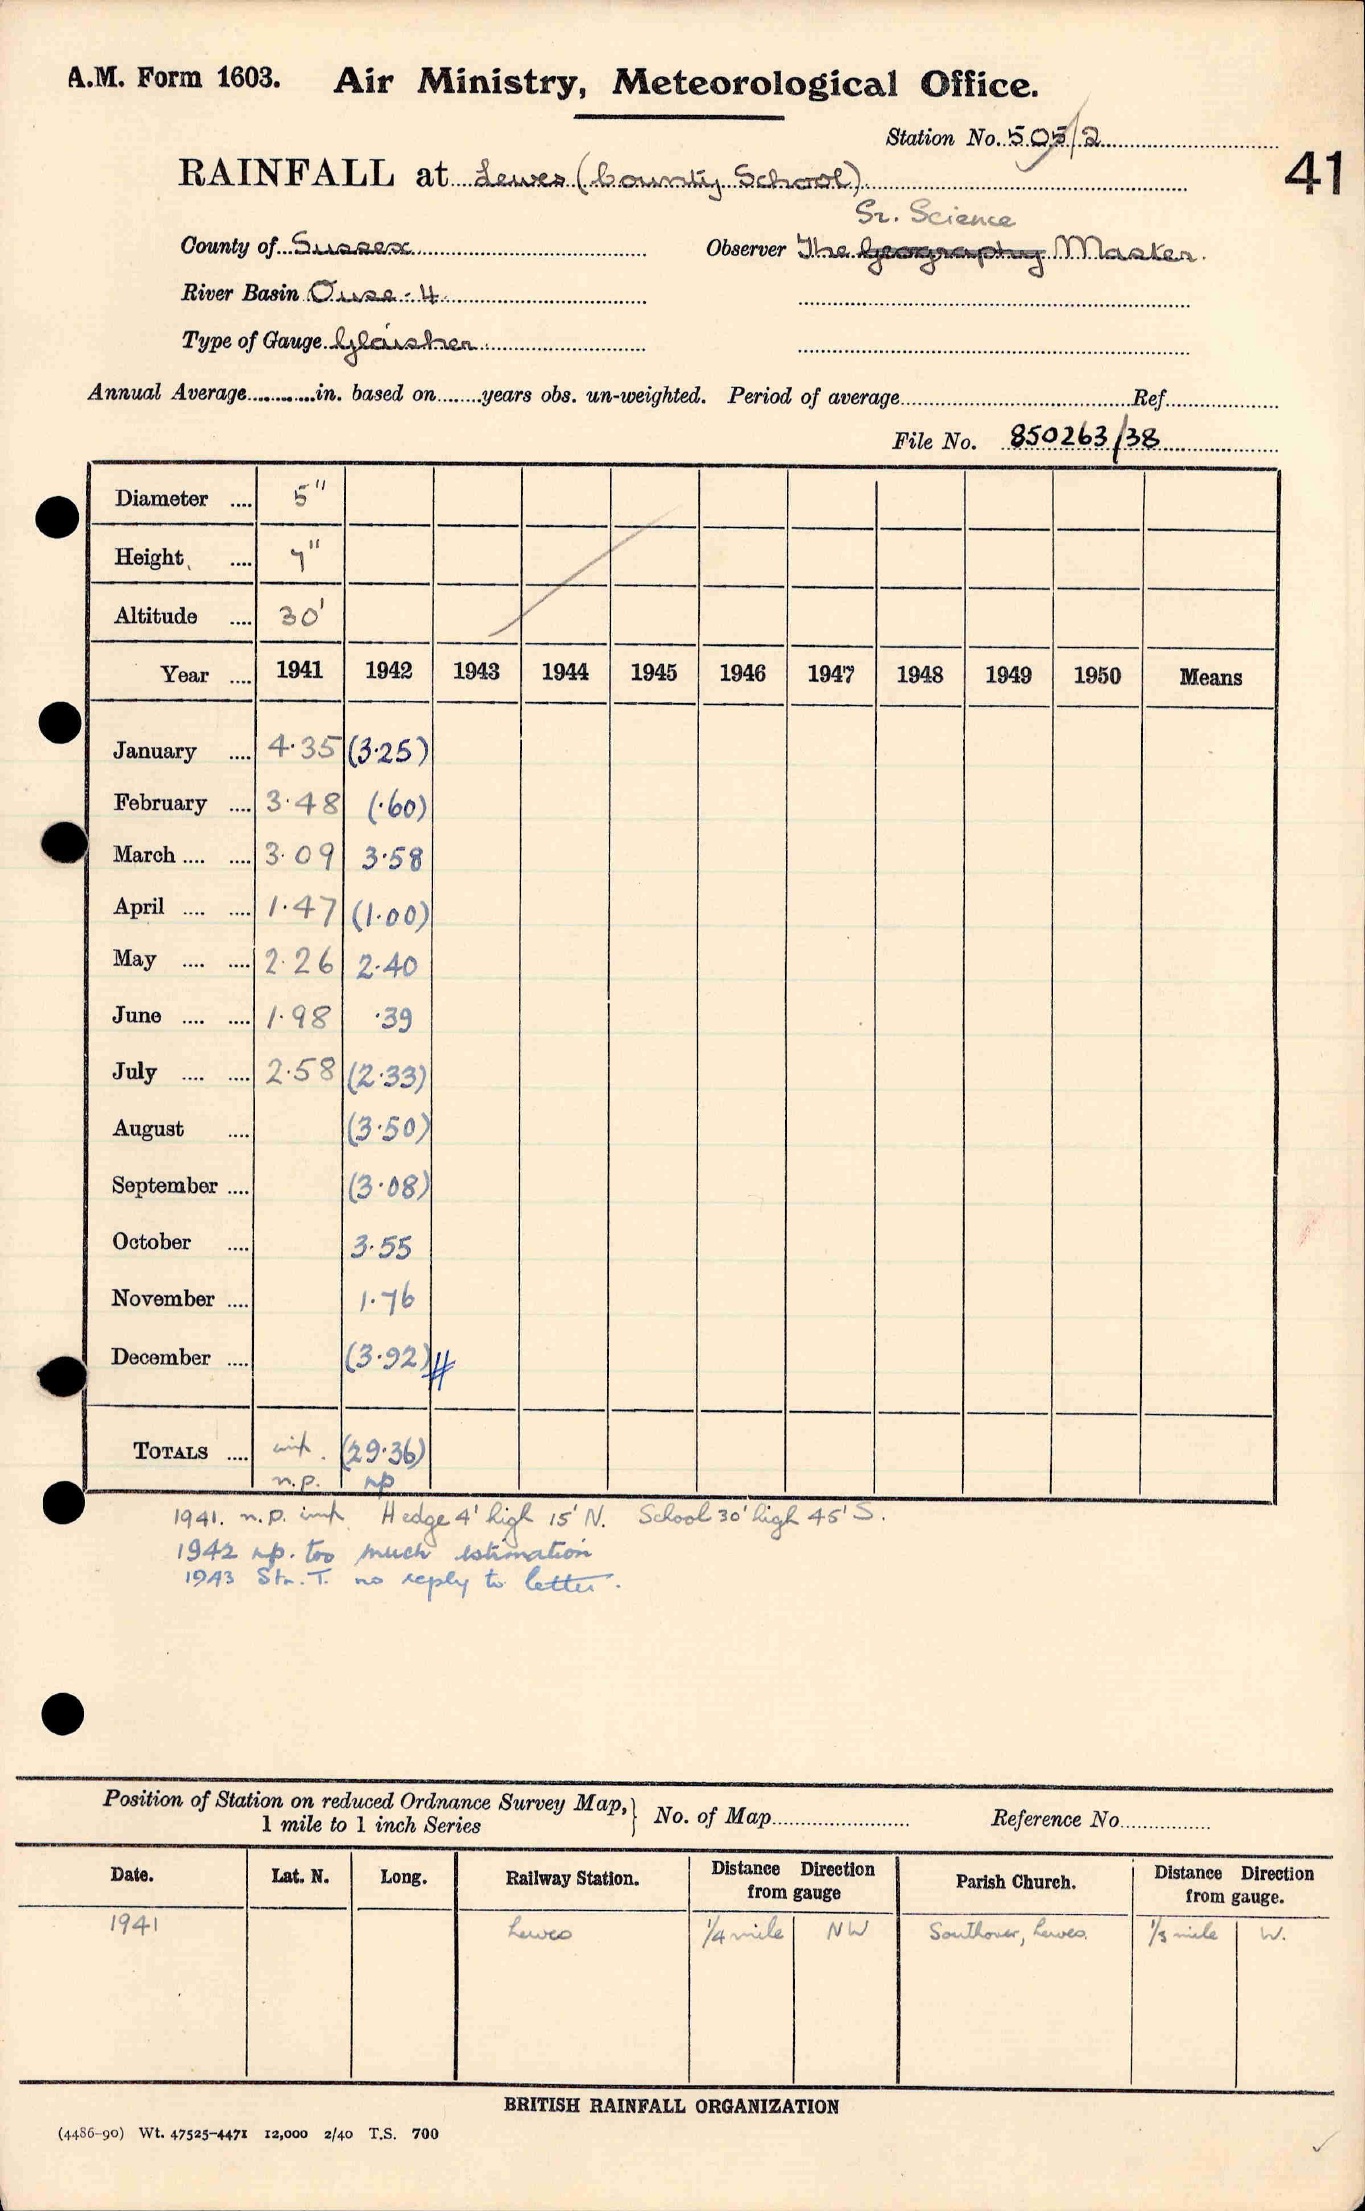 A.M. Form 1603. Air Ministry, Meteorological Office.
Station No. 505/2
41
RAINFALL at Lewes (County School)
Sr. Science
County of Sussex Observer The Geography Master.
River Basin Ouse - 4
Type of Gauge Glaisher
Annual Average............in. based on........years obs. un-weighted. Period of average................Ref................
File No. 850263/38
Diameter .... 5"
Height .... 7"
Altitude .... 30'
Year .... 1941 1942 1943 1944 1945 1946 1947 1948 1949 1950 Means
January .... 4.35 (3.25)
February .... 3.48 (.60)
March .... .... 3.09 3.58
April .... .... 1.47 (1.00)
May .... .... 2.26 2.40
June .... .... 1.98 .39
July .... .... 2.58 (2.33)
August .... (3.50)
September .... (3.08)
October .... 3.55
November .... 1.76
December .... (3.92)
TOTALS .... imp. (29.36)
n.p. np
1941. n.p. imp. Hedge 4' high 15' N. School 30' high 45' S.
1942 np. too much estimation
1943 Stn. T. no reply to letter.
Position of Station on reduced Ordnance Survey Map, 1 mile to 1 inch Series } No. of Map................ Reference No................
Date. Lat. N. Long. Railway Station. Distance Direction from gauge Parish Church. Distance Direction from gauge.
1941 Lewes 1/4 mile NW Southover, Lewes. 1/3 mile W.
BRITISH RAINFALL ORGANIZATION
(4486-90) Wt. 47525-4471 12,000 2/40 T.S. 700